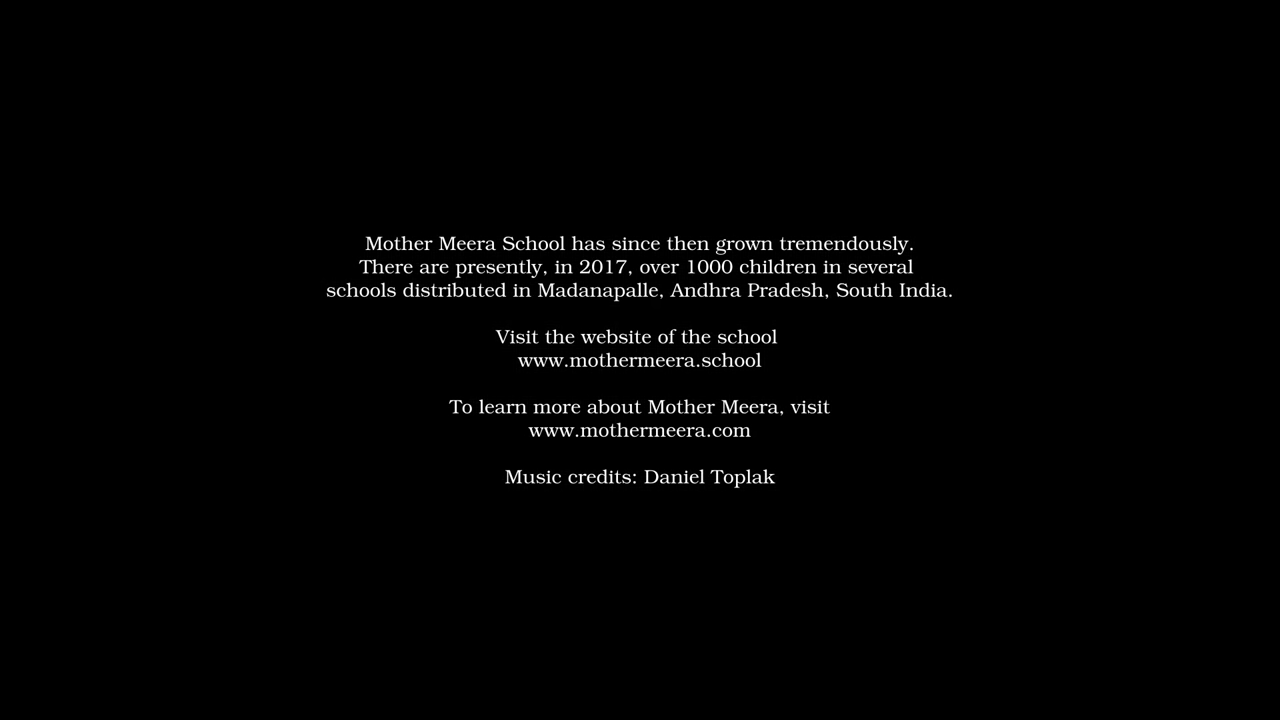 Mother Meera School has since then grown tremendously.
There are presently, in 2017, over 1000 children in several
schools distributed in Madanapalle, Andhra Pradesh, South India.
Visit the website of the school
www.mothermeera.school
To learn more about Mother Meera, visit
www.mothermeera.com
Music credits: Daniel Toplak